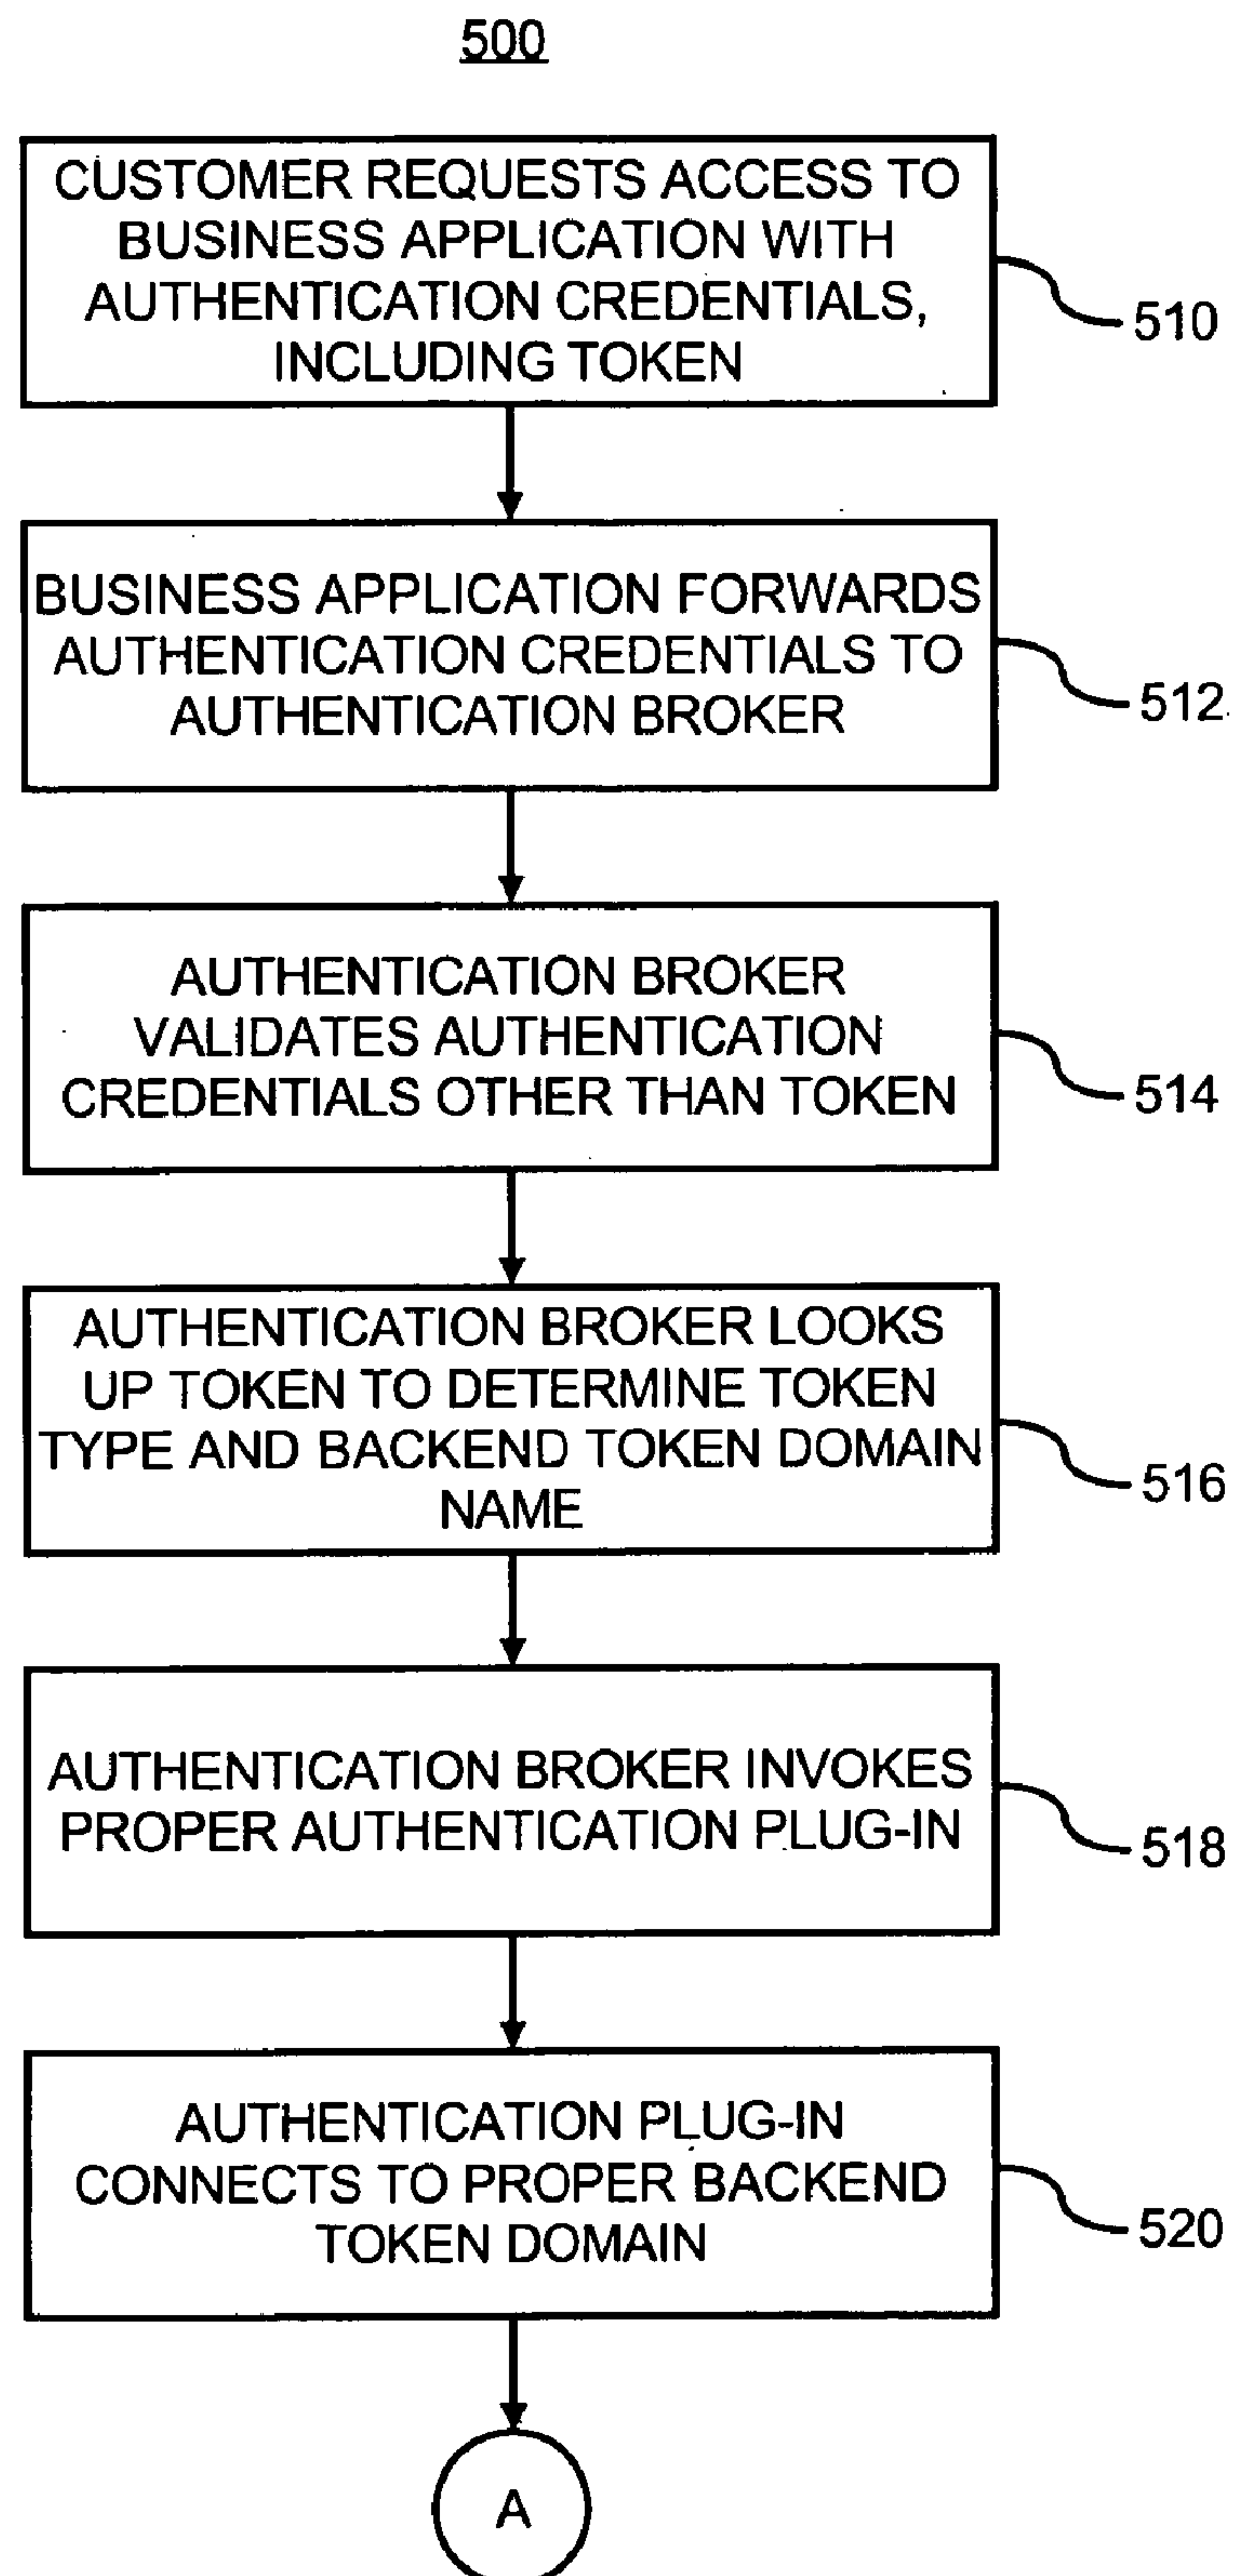 500
CUSTOMER REQUESTS ACCESS TO
BUSINESS APPLICATION WITH
AUTHENTICATION CREDENTIALS,
INCLUDING TOKEN
510
BUSINESS APPLICATION FORWARDS
AUTHENTICATION CREDENTIALS TO
AUTHENTICATION BROKER
512
AUTHENTICATION BROKER
VALIDATES AUTHENTICATION
CREDENTIALS OTHER THAN TOKEN
514
AUTHENTICATION BROKER LOOKS
UP TOKEN TO DETERMINE TOKEN
TYPE AND BACKEND TOKEN DOMAIN
NAME
516
AUTHENTICATION BROKER INVOKES
PROPER AUTHENTICATION PLUG-IN
518
AUTHENTICATION PLUG-IN
CONNECTS TO PROPER BACKEND
TOKEN DOMAIN
520
A